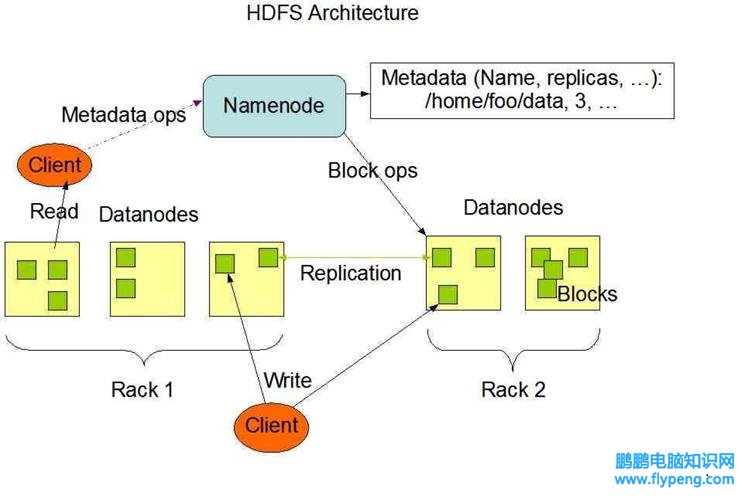 HDFS Architecture
Metadata (Name, replicas, ...):
/home/foo/data, 3, ...
Namenode
Metadata ops
Client
Block ops
Read
Datanodes
Datanodes
Replication
Blocks
Rack 1
Write
Rack 2
Client
鹏鹏电脑知识网
www.flypeng.com